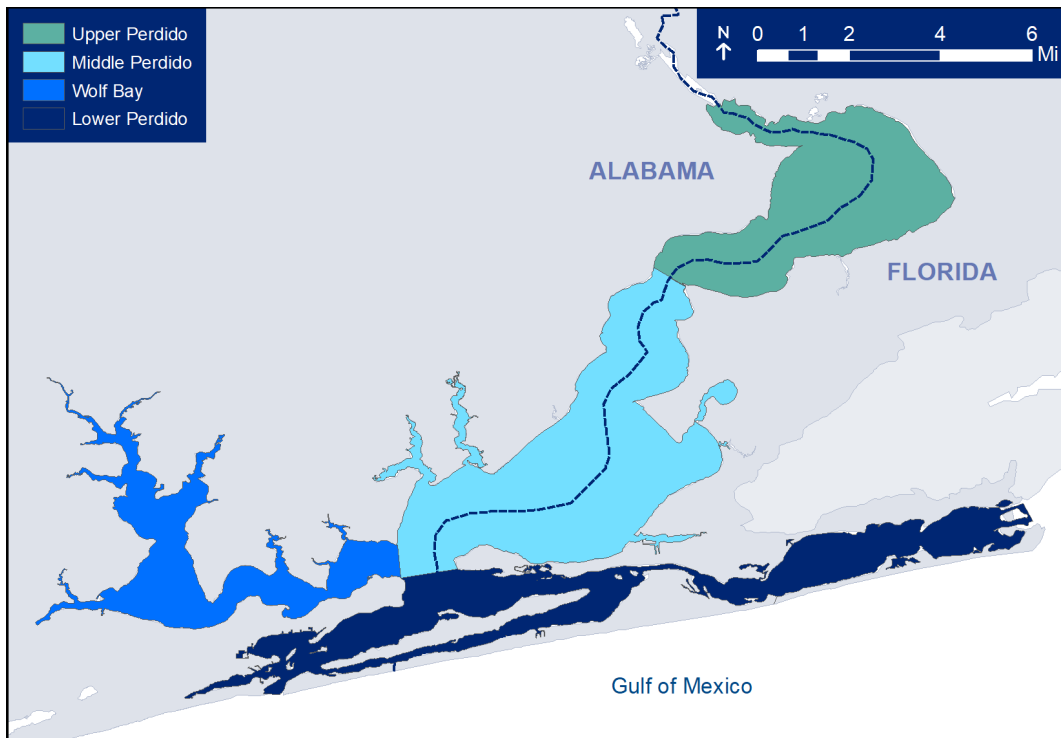 Upper Perdido
Middle Perdido
Wolf Bay
Lower Perdido
N
0 1 2 4 6
Mi
ALABAMA
FLORIDA
Gulf of Mexico